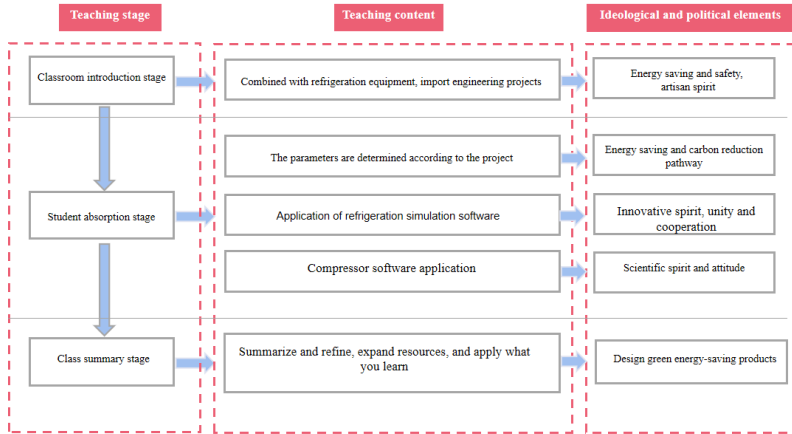 Teaching stage
Teaching content
Ideological and political elements
Classroom introduction stage
Combined with refrigeration equipment, import engineering projects
Energy saving and safety,
artisan spirit
The parameters are determined according to the project
Energy saving and carbon reduction
pathway
Student absorption stage
Application of refrigeration simulation software
Innovative spirit, unity and
cooperation
Compressor software application
Scientific spirit and attitude
Class summary stage
Summarize and refine, expand resources, and apply what
you learn
Design green energy-saving products